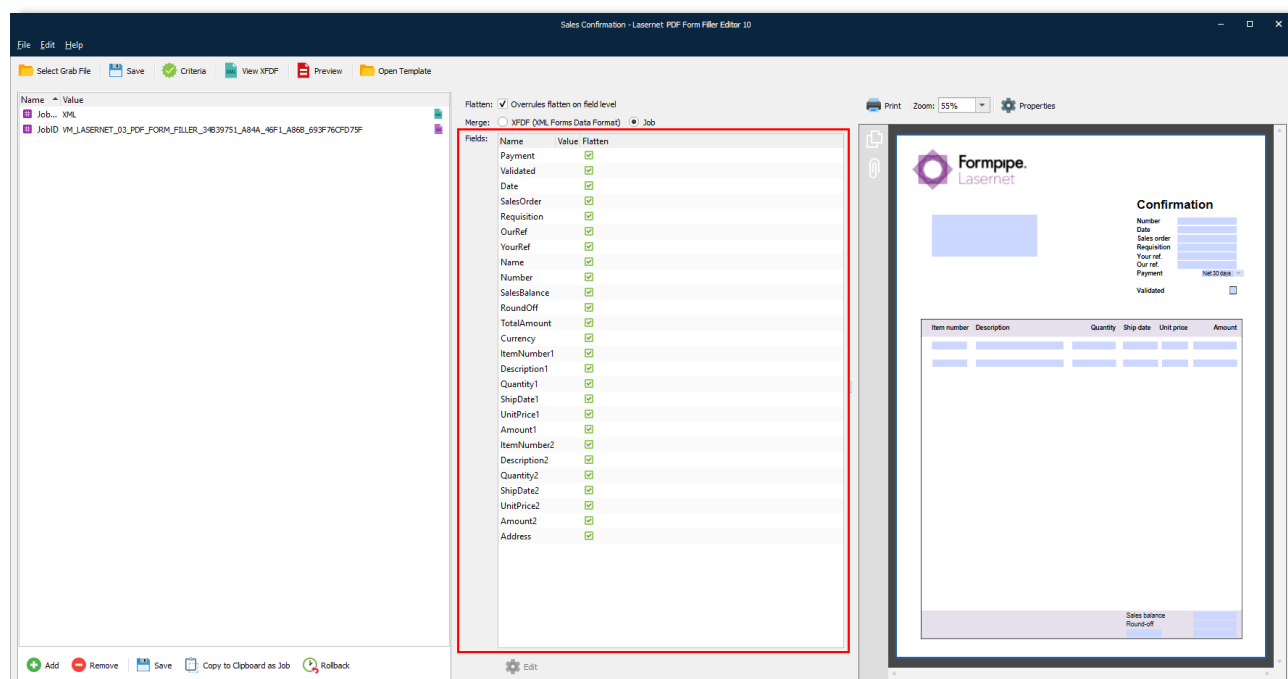 Sales Confirmation - Lasernet PDF Form Filler Editor 10
File Edit Help
Select Grab File Save Criteria View XFDF Preview Open Template
Name Value
Job... XML
JobID VM_LASERNET_03_PDF_FORM_FILLER_34B39751_A84A_46F1_A86B_693F76CFD75F
Add Remove Save Copy to Clipboard as Job Rollback
Flatten: Overrules flatten on field level
Merge: XFDF (XML Forms Data Format) Job
Fields: Name Value Flatten
Payment
Validated
Date
SalesOrder
Requisition
OurRef
YourRef
Name
Number
SalesBalance
RoundOff
TotalAmount
Currency
ItemNumber1
Description1
Quantity1
ShipDate1
UnitPrice1
Amount1
ItemNumber2
Description2
Quantity2
ShipDate2
UnitPrice2
Amount2
Address
Edit
Print Zoom: 55% Properties
Formpipe.
Lasernet
Confirmation
Number
Date
Sales order
Requisition
Your ref.
Our ref.
Payment Net 30 days
Validated
Item number Description Quantity Ship date Unit price Amount
Sales balance
Round-off